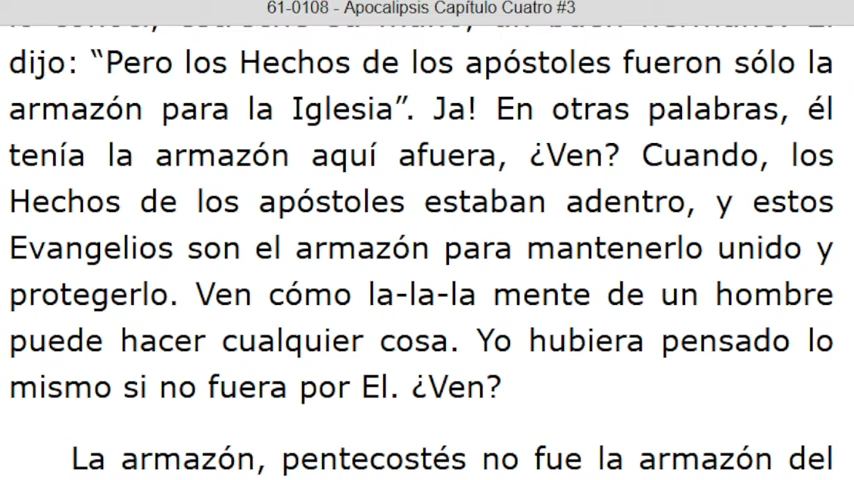 61-0108 - Apocalipsis Capítulo Cuatro #3
dijo: “Pero los Hechos de los apóstoles fueron sólo la
armazón para la Iglesia”. Ja! En otras palabras, él
tenía la armazón aquí afuera, ¿Ven? Cuando, los
Hechos de los apóstoles estaban adentro, y estos
Evangelios son el armazón para mantenerlo unido y
protegerlo. Ven cómo la-la-la mente de un hombre
puede hacer cualquier cosa. Yo hubiera pensado lo
mismo si no fuera por El. ¿Ven?
La armazón, pentecostés no fue la armazón del